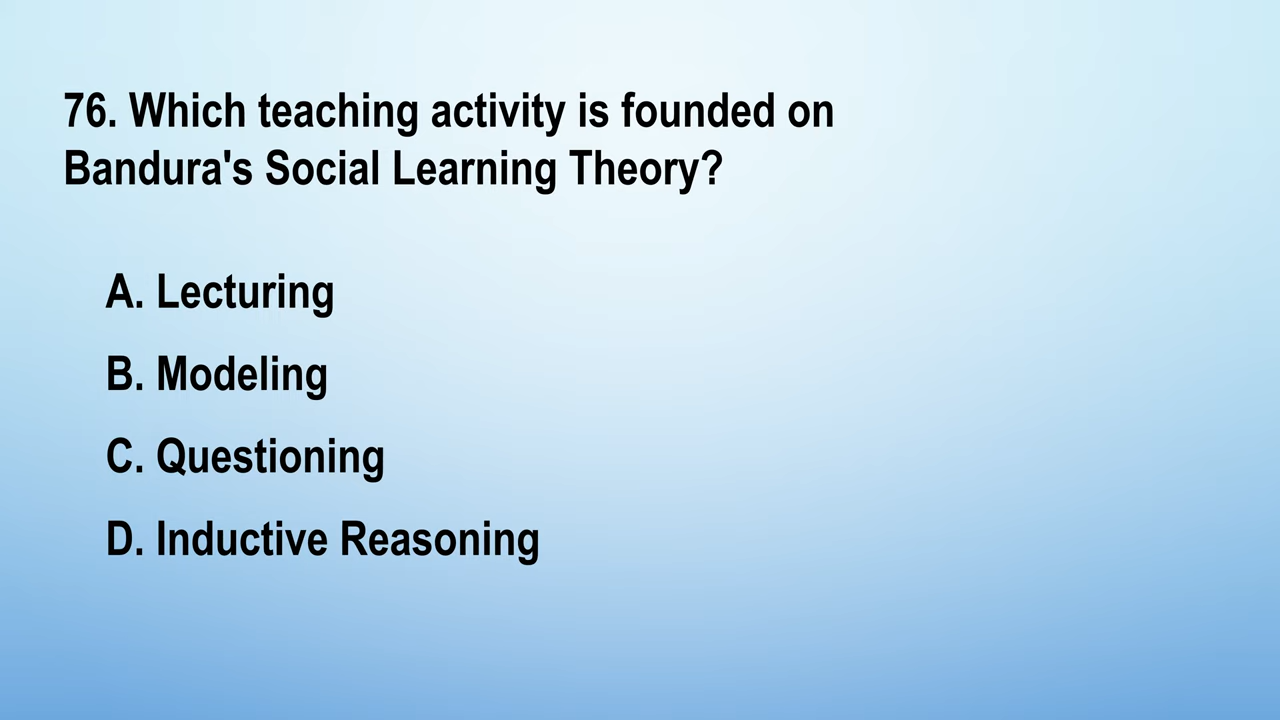 76. Which teaching activity is founded on
Bandura's Social Learning Theory?
A. Lecturing
B. Modeling
C. Questioning
D. Inductive Reasoning